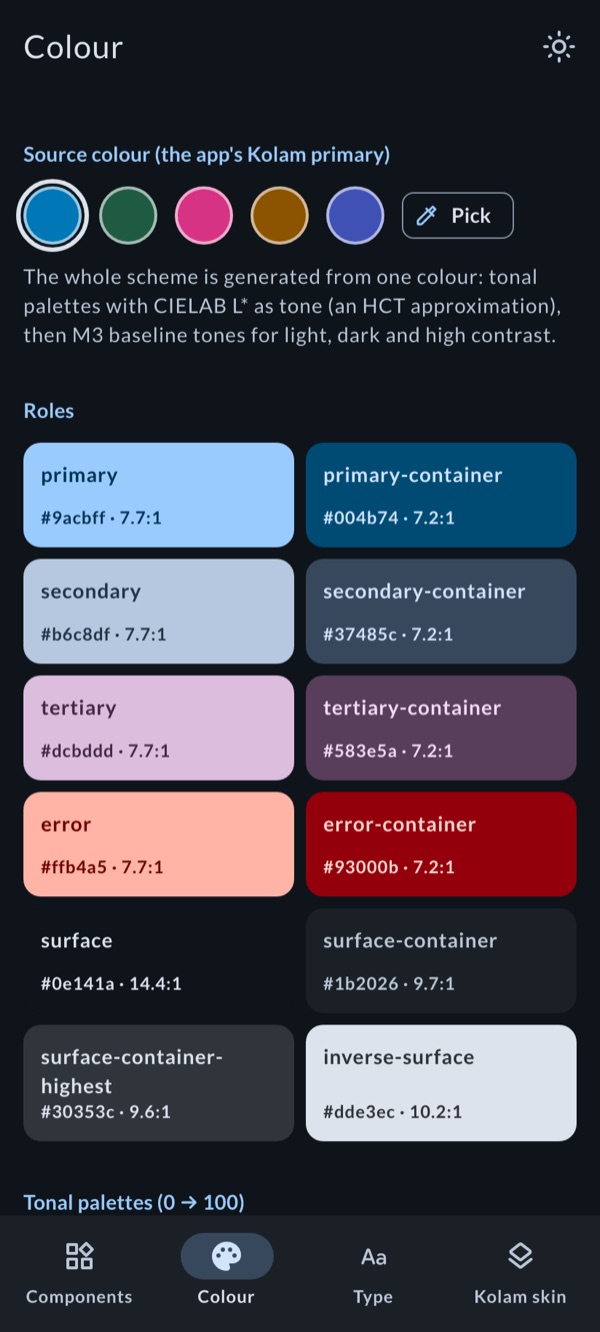 Colour
Source colour (the app's Kolam primary)
Pick
The whole scheme is generated from one colour: tonal
palettes with CIELAB L* as tone (an HCT approximation),
then M3 baseline tones for light, dark and high contrast.
Roles
primary
#9acbff · 7.7:1
primary-container
#004b74 · 7.2:1
secondary
#b6c8df · 7.7:1
secondary-container
#37485c · 7.2:1
tertiary
#dcbddd · 7.7:1
tertiary-container
#583e5a · 7.2:1
error
#ffb4a5 · 7.7:1
error-container
#93000b · 7.2:1
surface
#0e141a · 14.4:1
surface-container
#1b2026 · 9.7:1
surface-container-
highest
#30353c · 9.6:1
inverse-surface
#dde3ec · 10.2:1
Tonal palettes (0 → 100)
Components
Colour
Aa
Type
Kolam skin